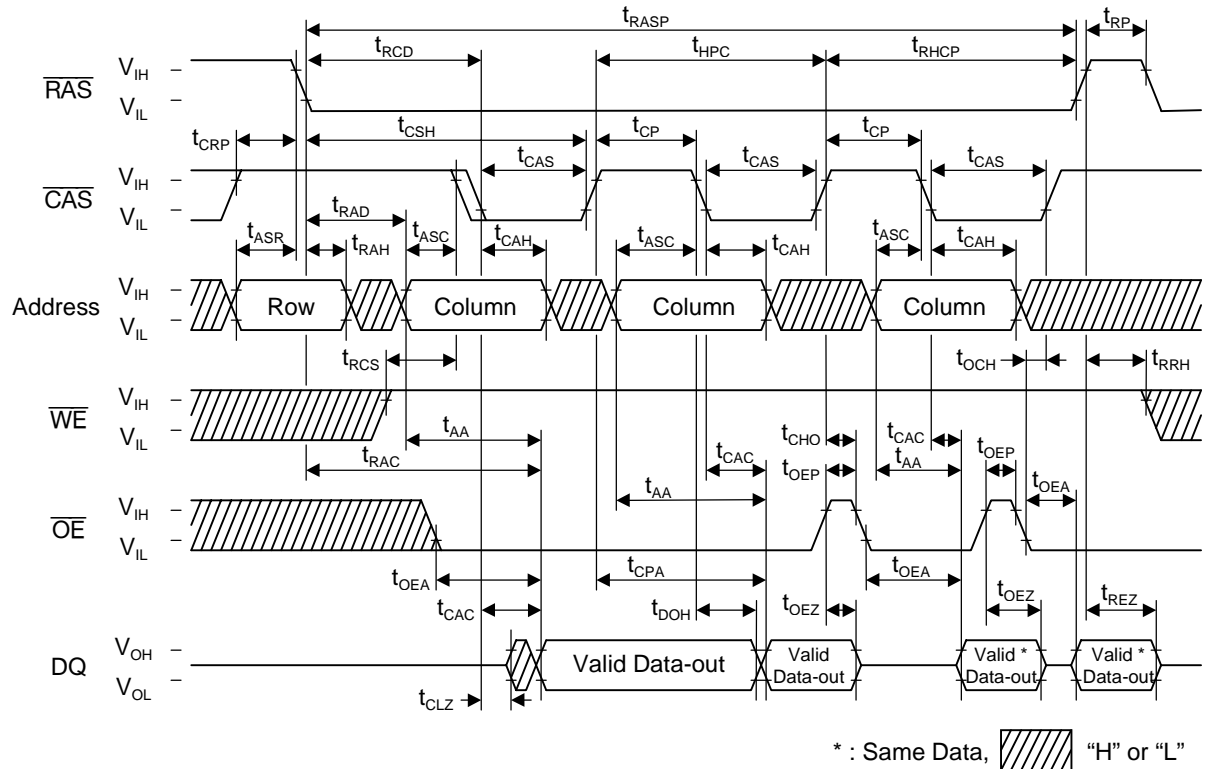 tRASP
tRP
tRCD
tHPC
tRHCP
RAS
VIH
VIL
tCRP
tCSH
tCP
tCP
tCAS
tCAS
tCAS
CAS
VIH
VIL
tRAD
tASR
tRAH
tASC
tCAH
tASC
tCAH
tASC
tCAH
Address
VIH
VIL
Row
Column
Column
Column
tRCS
tOCH
tRRH
WE
VIH
VIL
tAA
tCHO
tCAC
tRAC
tCAC
tOEP
tAA
tOEP
tAA
tOEA
OE
VIH
VIL
tOEA
tCPA
tOEA
tCAC
tDOH
tOEZ
tOEZ
tREZ
DQ
VOH
VOL
Valid Data-out
Valid
Data-out
Valid *
Data-out
Valid *
Data-out
tCLZ
* : Same Data, "H" or "L"